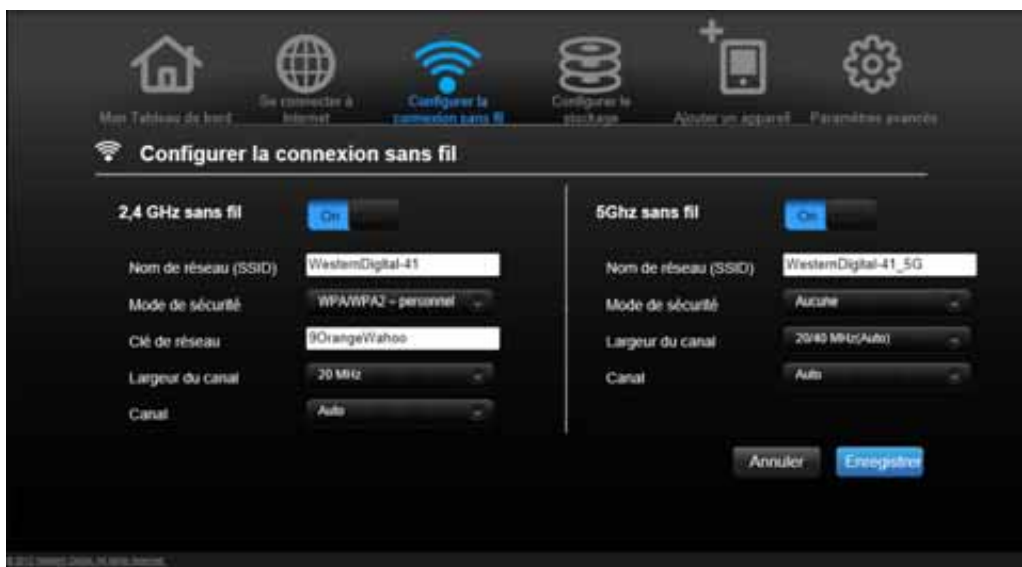 Mon Tableau de bord
Se connecter à Internet
Configurer la connexion sans fil
Configurer le stockage
Ajouter un appareil
Paramètres avancés
Configurer la connexion sans fil
2,4 GHz sans fil
On
Nom de réseau (SSID)
WesternDigital-41
Mode de sécurité
WPA/WPA2 – personnel
Clé de réseau
9OrangeWahoo
Largeur du canal
20 MHz
Canal
Auto
5Ghz sans fil
On
Nom de réseau (SSID)
WesternDigital-41_5G
Mode de sécurité
Aucune
Largeur du canal
20/40 MHz(Auto)
Canal
Auto
Annuler
Enregistrer